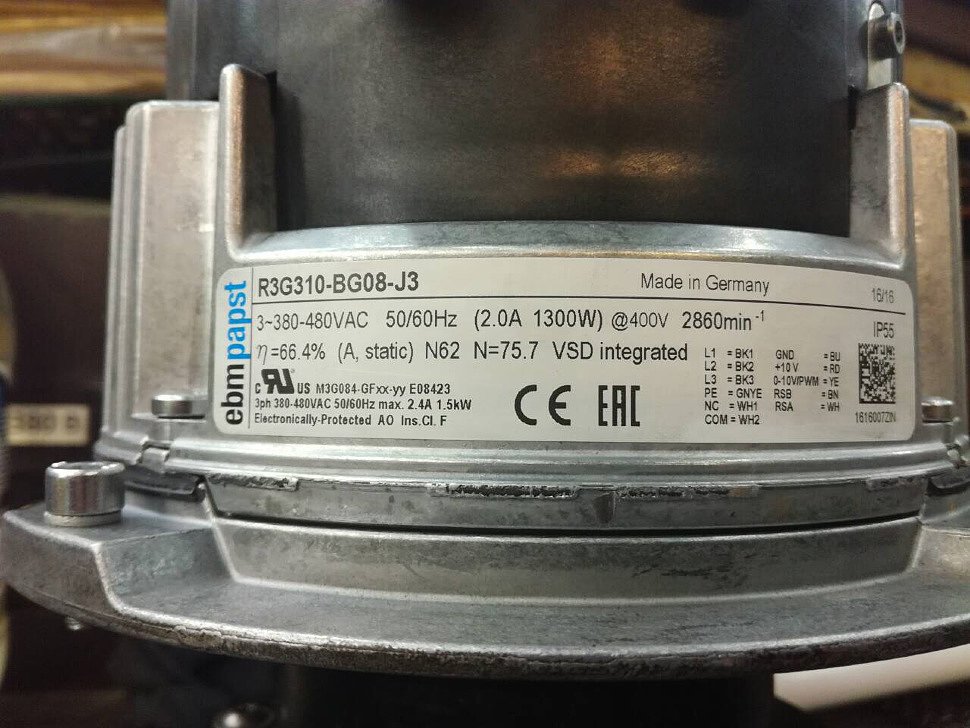 ebmpapst
R3G310-BG08-J3
Made in Germany
16/16
3~380-480VAC 50/60Hz (2.0A 1300W) @400V 2860min⁻¹
IP55
η=66.4% (A, static) N62 N=75.7 VSD integrated
c RU US M3G084-GFxx-yy E08423
3ph 380-480VAC 50/60Hz max. 2.4A 1.5kW
Electronically-Protected AO Ins.Cl. F
CE EAC
L1 = BK1 GND = BU
L2 = BK2 +10 V = RD
L3 = BK3 0-10V/PWM = YE
PE = GNYE RSB = BN
NC = WH1 RSA = WH
COM = WH2
1616007ZIN